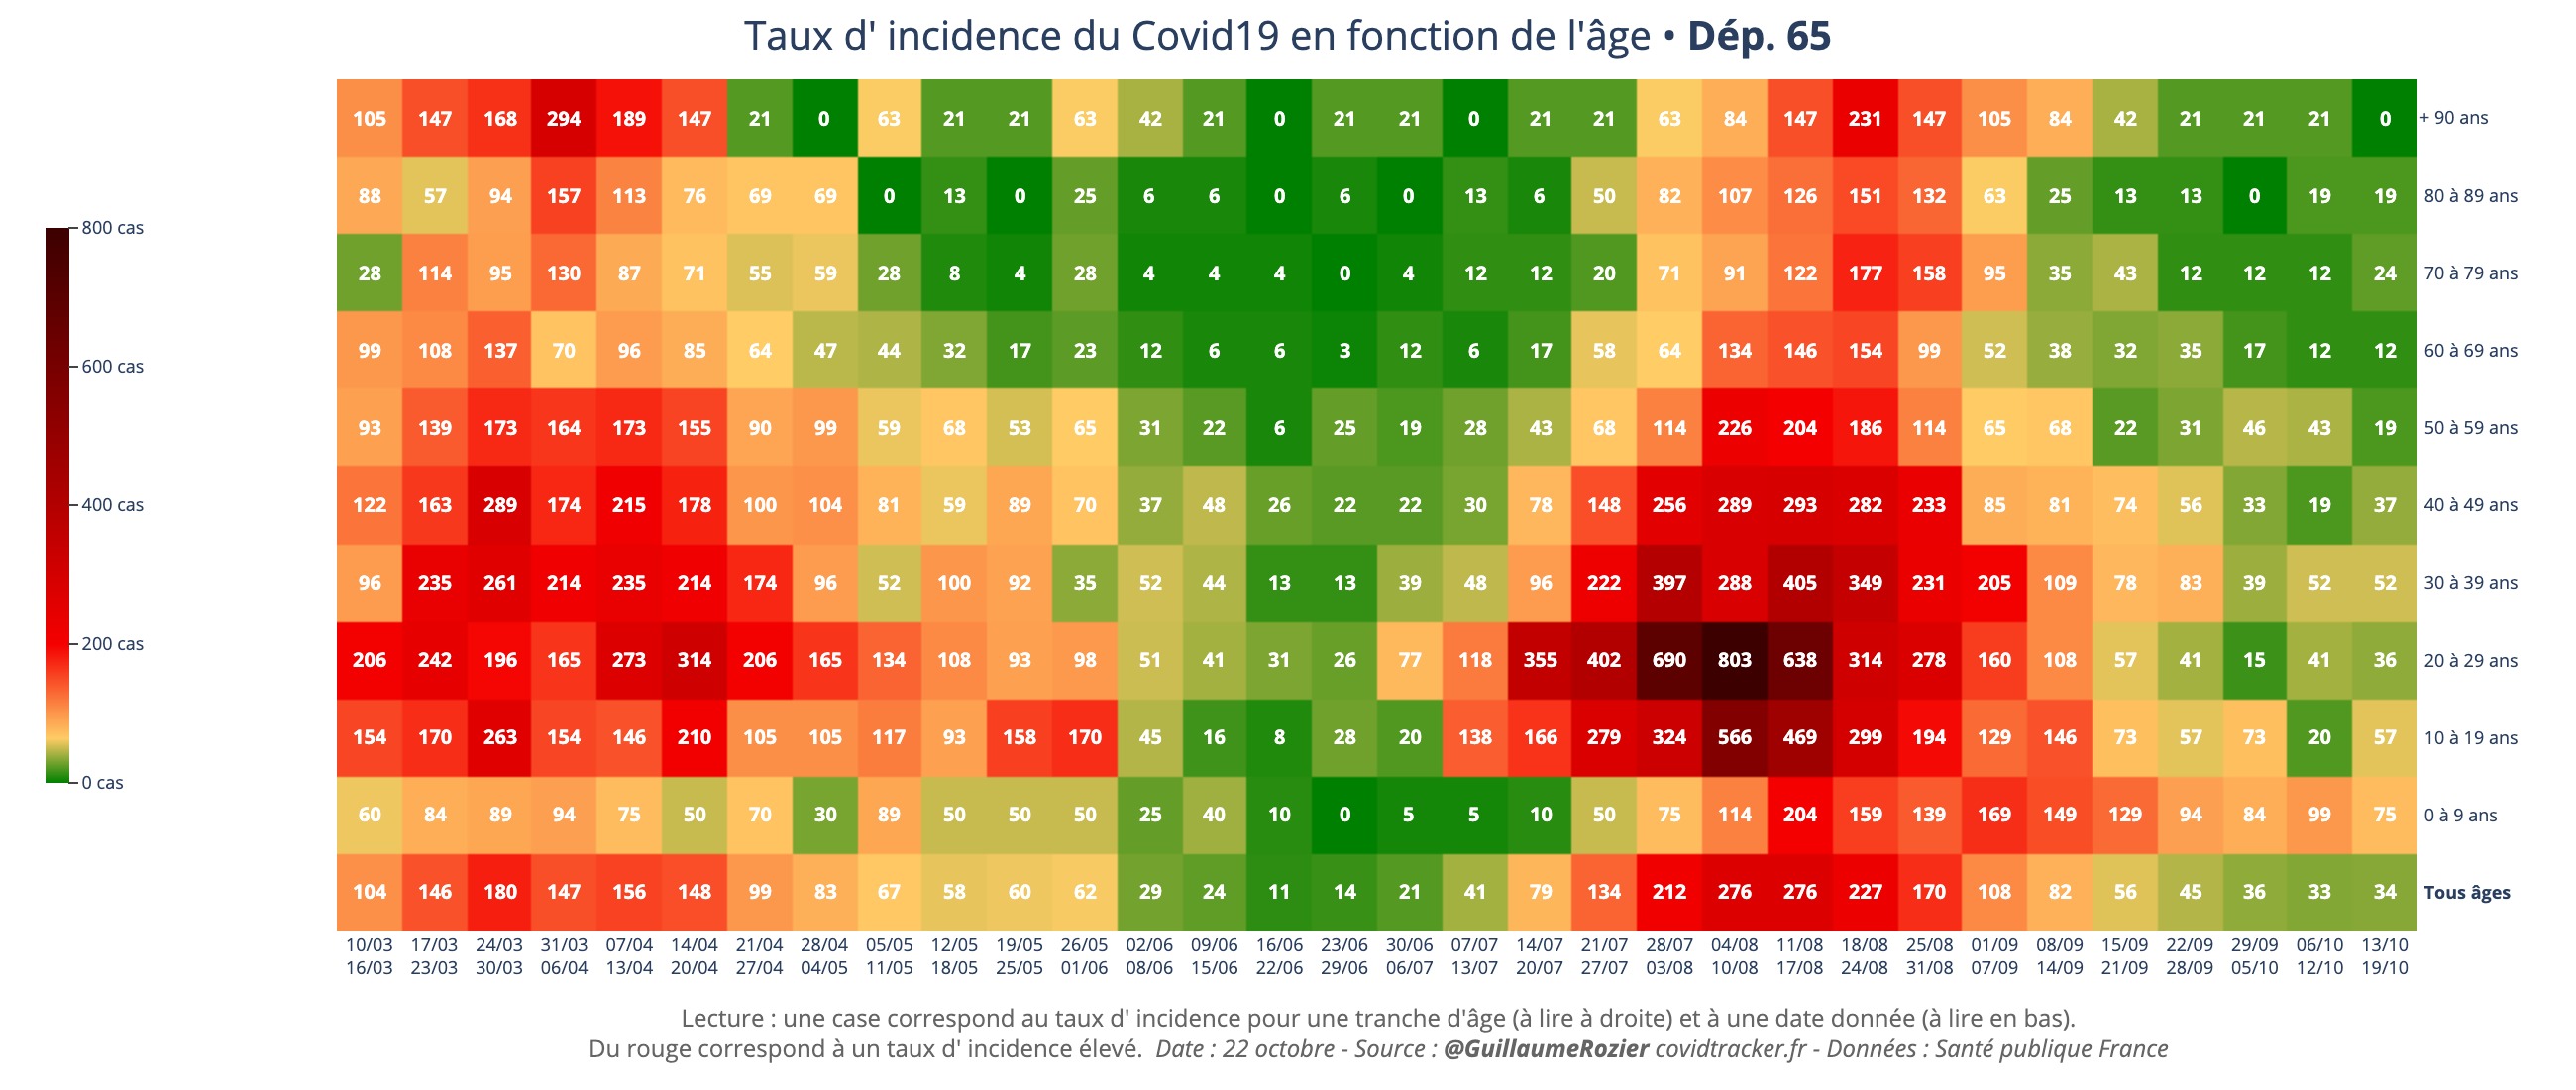 Taux d' incidence du Covid19 en fonction de l'âge • Dép. 65
800 cas
600 cas
400 cas
200 cas
0 cas
105 147 168 294 189 147 21 0 63 21 21 63 42 21 0 21 21 0 21 21 63 84 147 231 147 105 84 42 21 21 21 0 + 90 ans
88 57 94 157 113 76 69 69 0 13 0 25 6 6 0 6 0 13 6 50 82 107 126 151 132 63 25 13 13 0 19 19 80 à 89 ans
28 114 95 130 87 71 55 59 28 8 4 28 4 4 4 0 4 12 12 20 71 91 122 177 158 95 35 43 12 12 12 24 70 à 79 ans
99 108 137 70 96 85 64 47 44 32 17 23 12 6 6 3 12 6 17 58 64 134 146 154 99 52 38 32 35 17 12 12 60 à 69 ans
93 139 173 164 173 155 90 99 59 68 53 65 31 22 6 25 19 28 43 68 114 226 204 186 114 65 68 22 31 46 43 19 50 à 59 ans
122 163 289 174 215 178 100 104 81 59 89 70 37 48 26 22 22 30 78 148 256 289 293 282 233 85 81 74 56 33 19 37 40 à 49 ans
96 235 261 214 235 214 174 96 52 100 92 35 52 44 13 13 39 48 96 222 397 288 405 349 231 205 109 78 83 39 52 52 30 à 39 ans
206 242 196 165 273 314 206 165 134 108 93 98 51 41 31 26 77 118 355 402 690 803 638 314 278 160 108 57 41 15 41 36 20 à 29 ans
154 170 263 154 146 210 105 105 117 93 158 170 45 16 8 28 20 138 166 279 324 566 469 299 194 129 146 73 57 73 20 57 10 à 19 ans
60 84 89 94 75 50 70 30 89 50 50 50 25 40 10 0 5 5 10 50 75 114 204 159 139 169 149 129 94 84 99 75 0 à 9 ans
104 146 180 147 156 148 99 83 67 58 60 62 29 24 11 14 21 41 79 134 212 276 276 227 170 108 82 56 45 36 33 34 Tous âges
10/03 17/03 24/03 31/03 07/04 14/04 21/04 28/04 05/05 12/05 19/05 26/05 02/06 09/06 16/06 23/06 30/06 07/07 14/07 21/07 28/07 04/08 11/08 18/08 25/08 01/09 08/09 15/09 22/09 29/09 06/10 13/10
16/03 23/03 30/03 06/04 13/04 20/04 27/04 04/05 11/05 18/05 25/05 01/06 08/06 15/06 22/06 29/06 06/07 13/07 20/07 27/07 03/08 10/08 17/08 24/08 31/08 07/09 14/09 21/09 28/09 05/10 12/10 19/10
Lecture : une case correspond au taux d' incidence pour une tranche d'âge (à lire à droite) et à une date donnée (à lire en bas).
Du rouge correspond à un taux d' incidence élevé. Date : 22 octobre - Source : @GuillaumeRozier covidtracker.fr - Données : Santé publique France